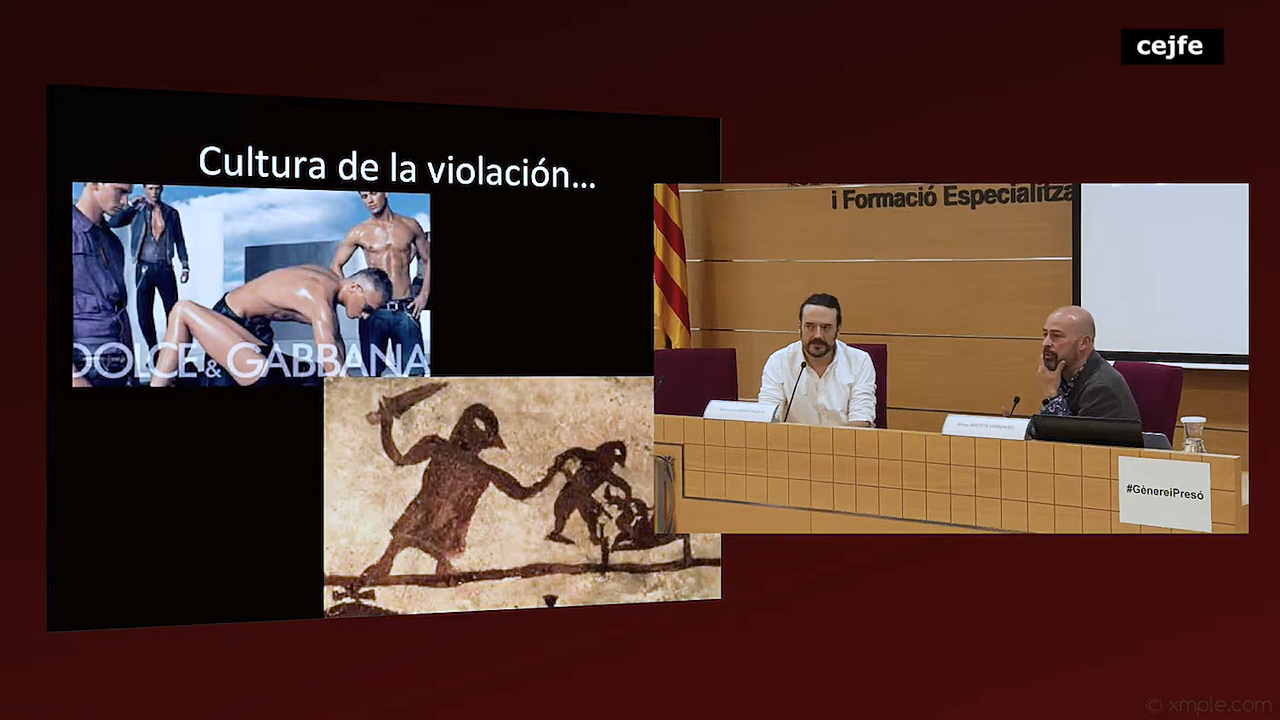 cejfe
Cultura de la violación...
DOLCE & GABBANA
i Formació Especialitza
#GènereiPresó
© xmple.com